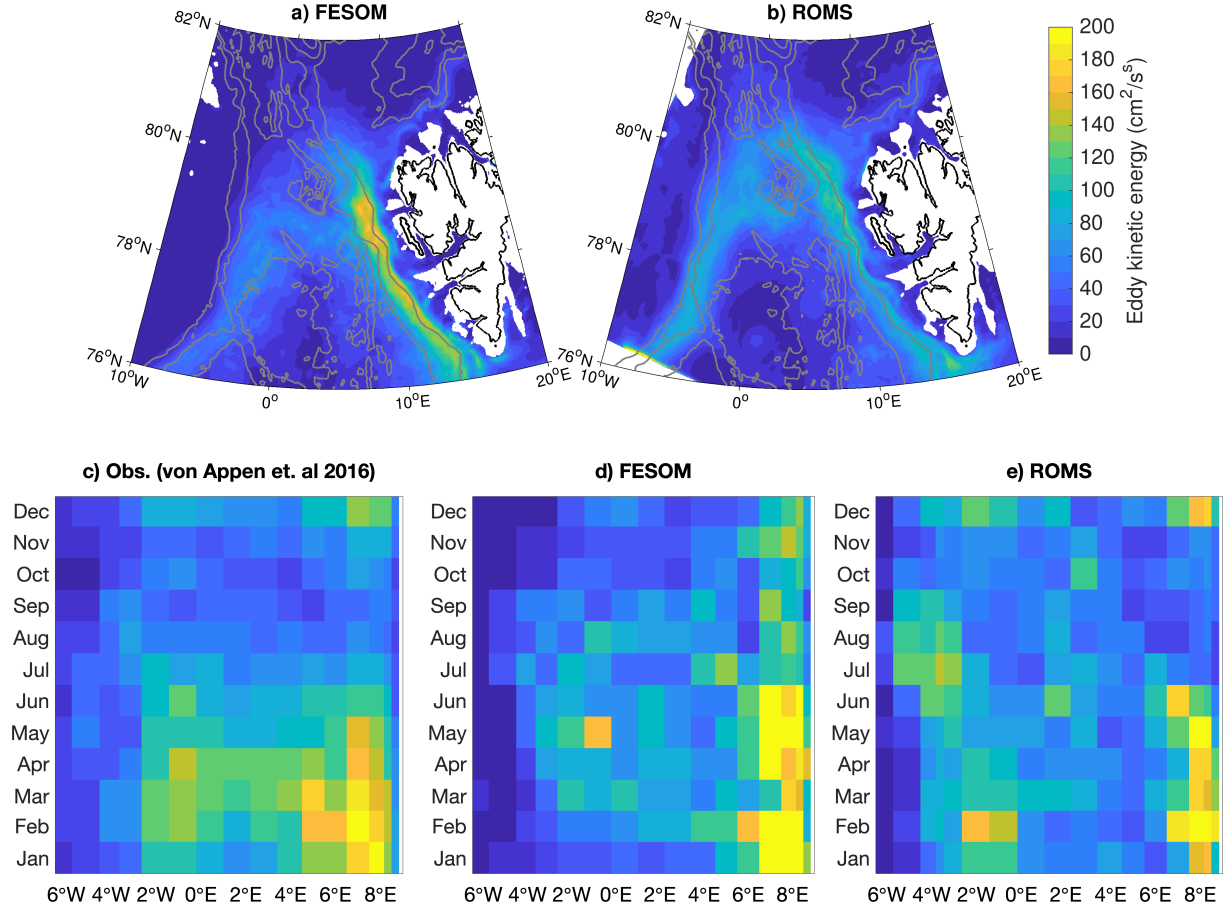 a) FESOM
b) ROMS
82°N
80°N
78°N
76°N
10°W
0°
10°E
20°E
82°N
80°N
78°N
76°N
10°W
0°
10°E
20°E
200
180
160
140
120
100
80
60
40
20
0
Eddy kinetic energy (cm²/sˢ)
c) Obs. (von Appen et. al 2016)
d) FESOM
e) ROMS
Dec
Nov
Oct
Sep
Aug
Jul
Jun
May
Apr
Mar
Feb
Jan
6°W 4°W 2°W 0°E 2°E 4°E 6°E 8°E
Dec
Nov
Oct
Sep
Aug
Jul
Jun
May
Apr
Mar
Feb
Jan
6°W 4°W 2°W 0°E 2°E 4°E 6°E 8°E
Dec
Nov
Oct
Sep
Aug
Jul
Jun
May
Apr
Mar
Feb
Jan
6°W 4°W 2°W 0°E 2°E 4°E 6°E 8°E